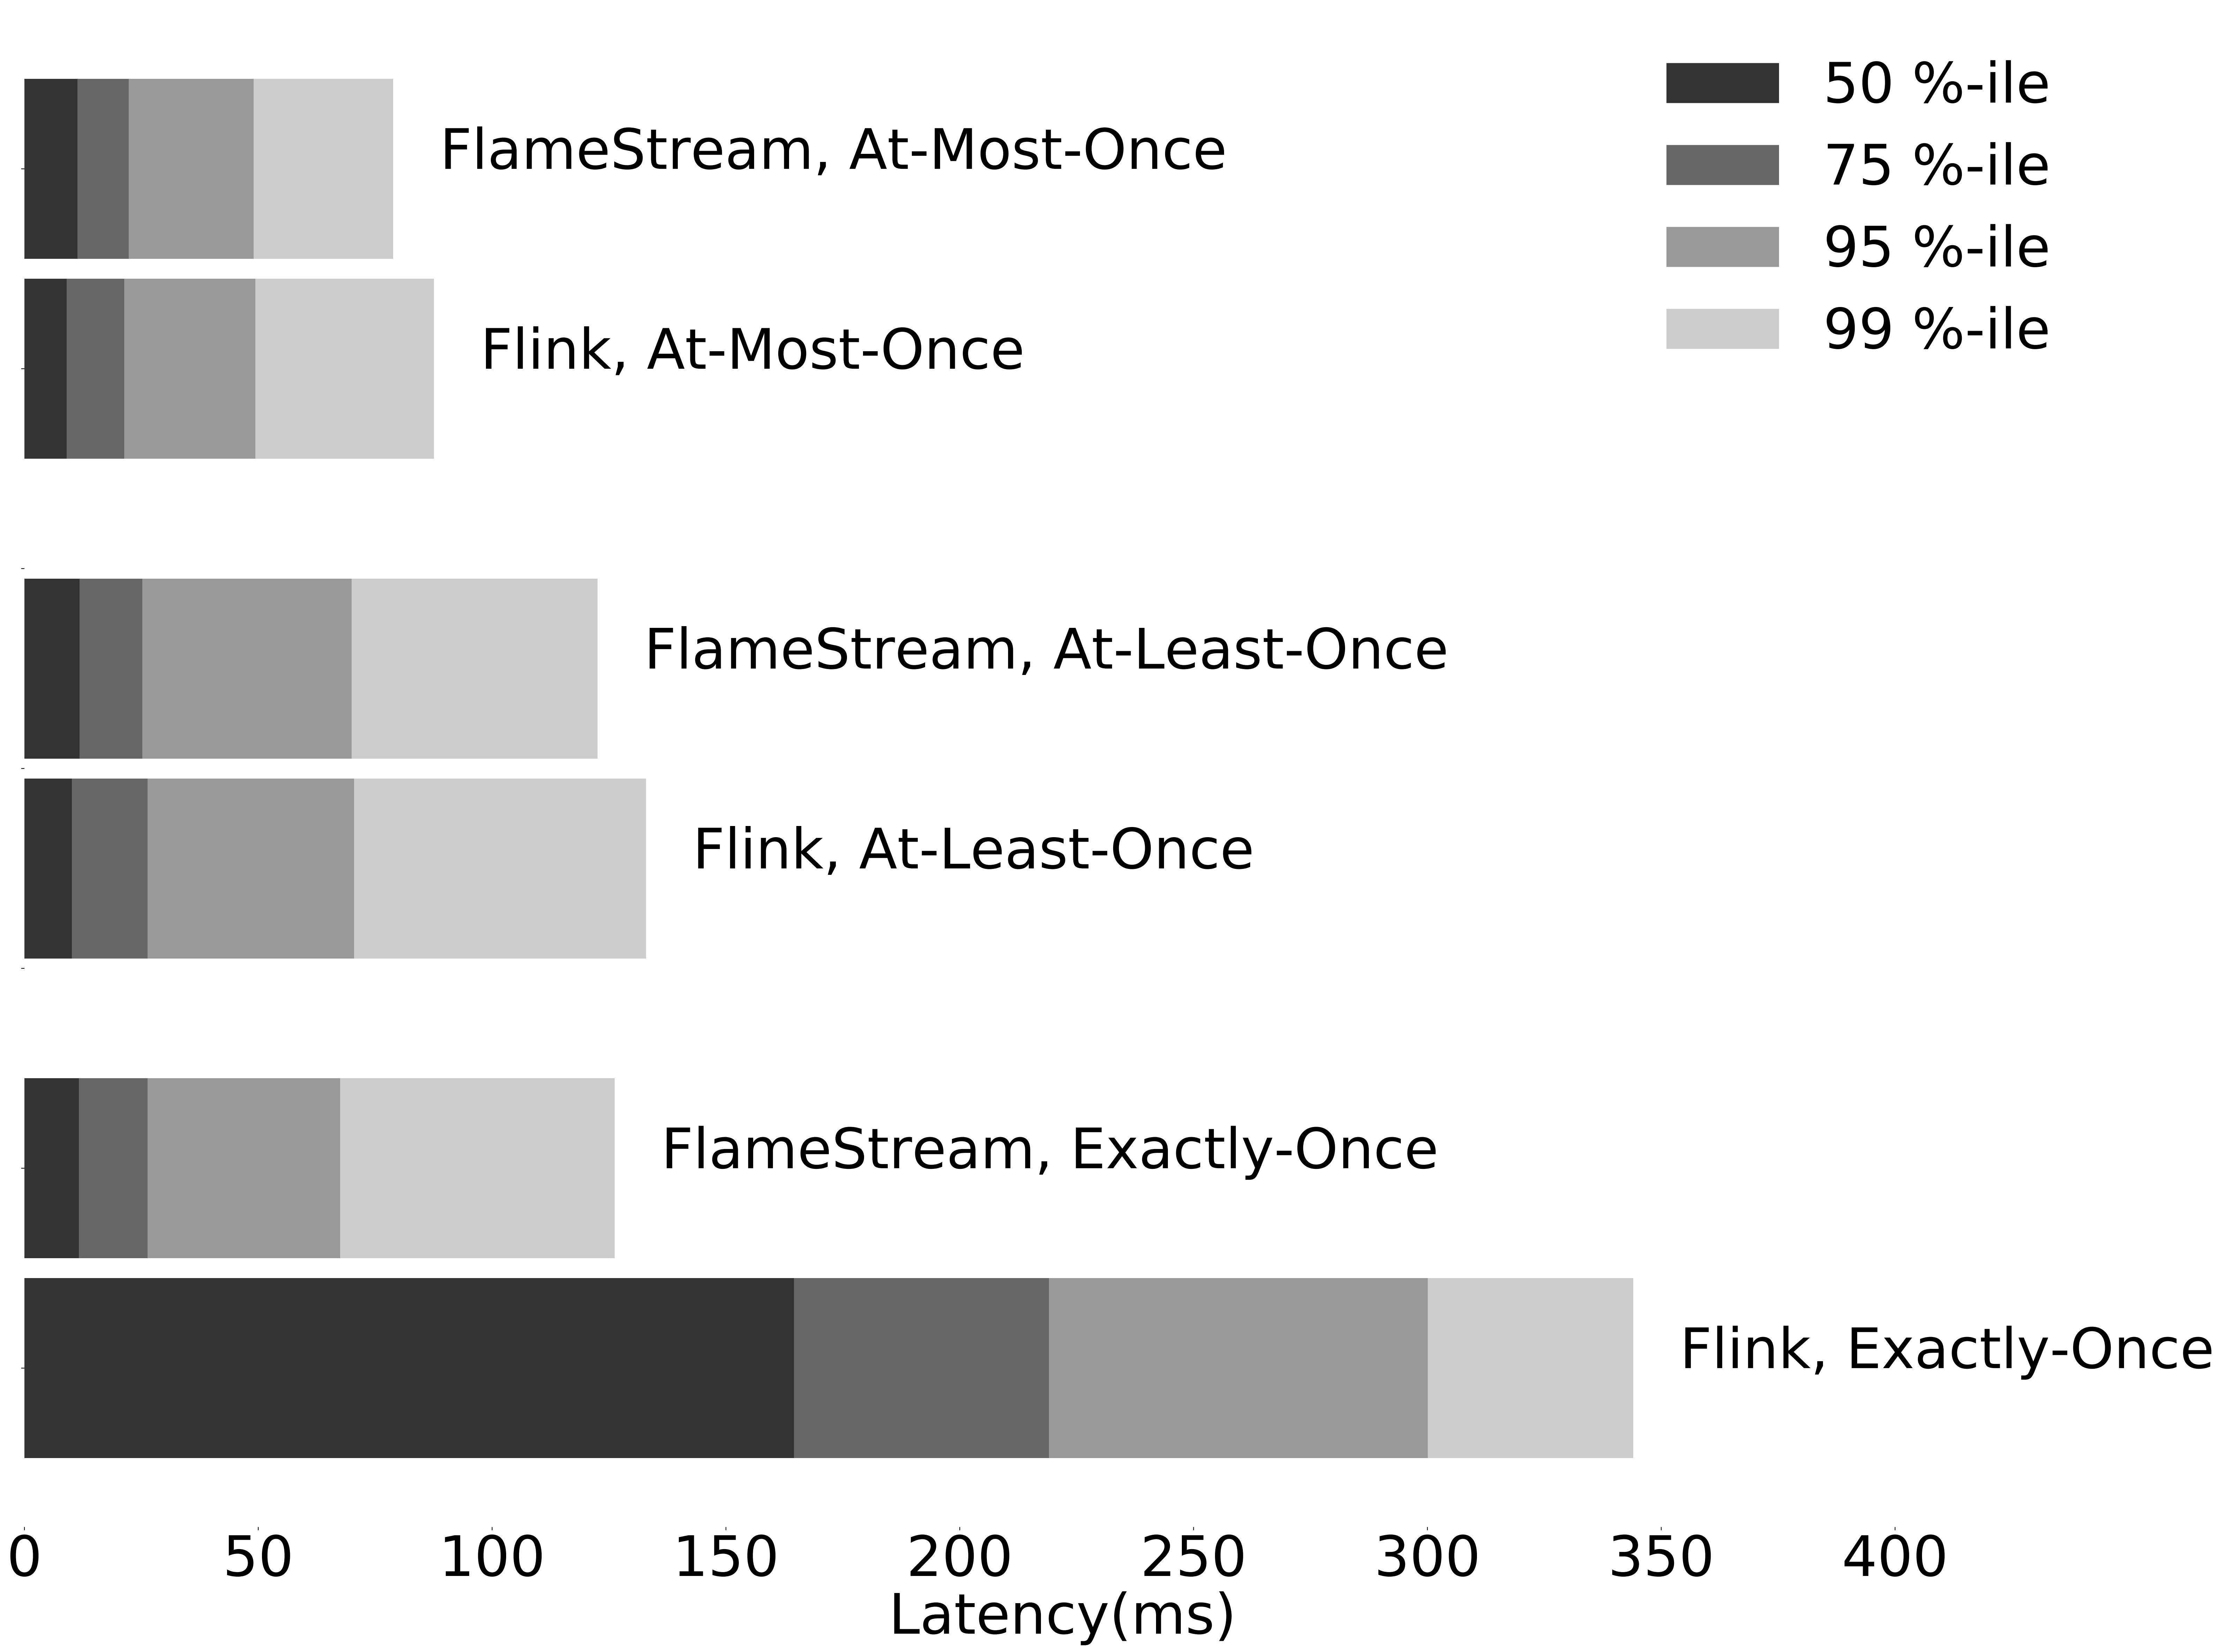 50 %-ile
75 %-ile
95 %-ile
99 %-ile
FlameStream, At-Most-Once
Flink, At-Most-Once
FlameStream, At-Least-Once
Flink, At-Least-Once
FlameStream, Exactly-Once
Flink, Exactly-Once
0 50 100 150 200 250 300 350 400
Latency(ms)